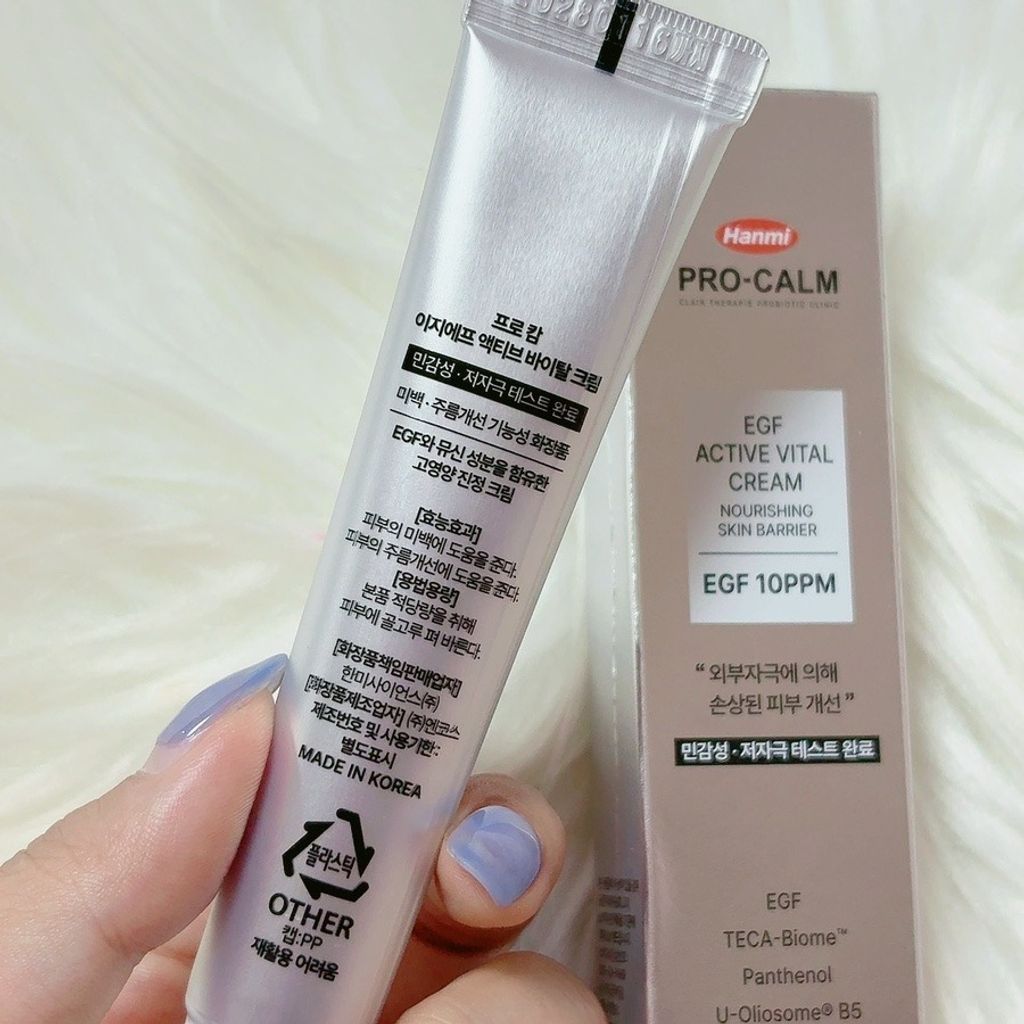 프로 캄
이지에프 액티브 바이탈 크림
민감성 · 저자극 테스트 완료
미백 · 주름개선 기능성 화장품
EGF와 뮤신 성분을 함유한
고영양 진정 크림
[효능효과]
피부의 미백에 도움을 준다.
피부의 주름개선에 도움을 준다.
[용법용량]
본품 적당량을 취해
피부에 골고루 펴 바른다.
[화장품책임판매업자]
한미사이언스(주)
[화장품제조업자] (주)엔코스
제조번호 및 사용기한:
별도표시
MADE IN KOREA
플라스틱
OTHER
캡:PP
재활용 어려움
Hanmi
PRO-CALM
CLAIR THERAPIE PROBIOTIC CLINIC
EGF
ACTIVE VITAL
CREAM
NOURISHING
SKIN BARRIER
EGF 10PPM
“ 외부자극에 의해
손상된 피부 개선 ”
민감성 · 저자극 테스트 완료
EGF
TECA-Biome™
Panthenol
U-Oliosome® B5